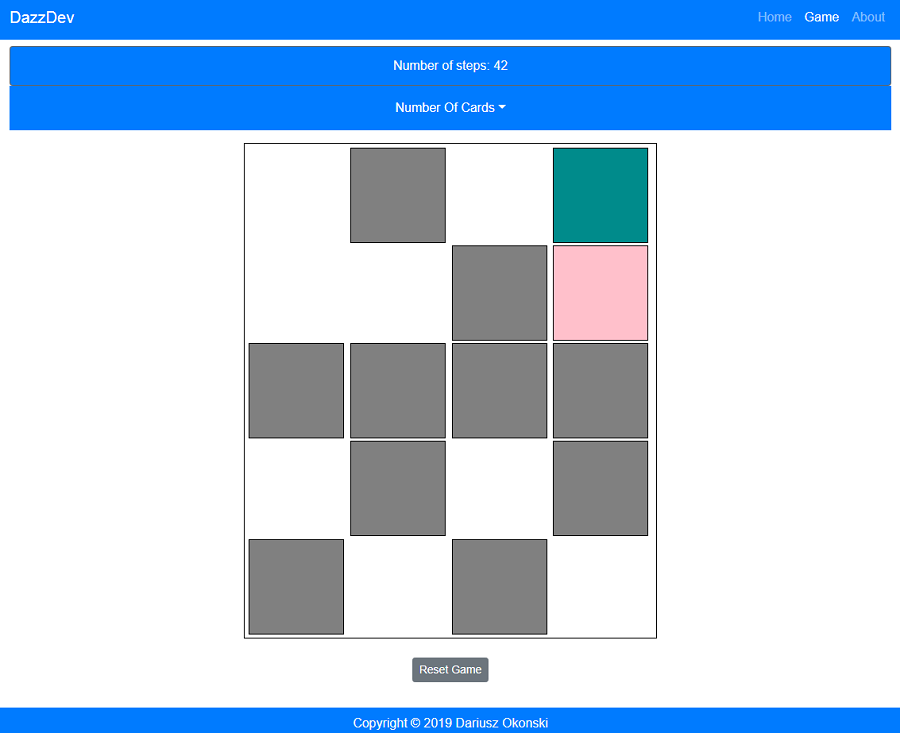 DazzDev
Home Game About
Number of steps: 42
Number Of Cards
Reset Game
Copyright © 2019 Dariusz Okonski